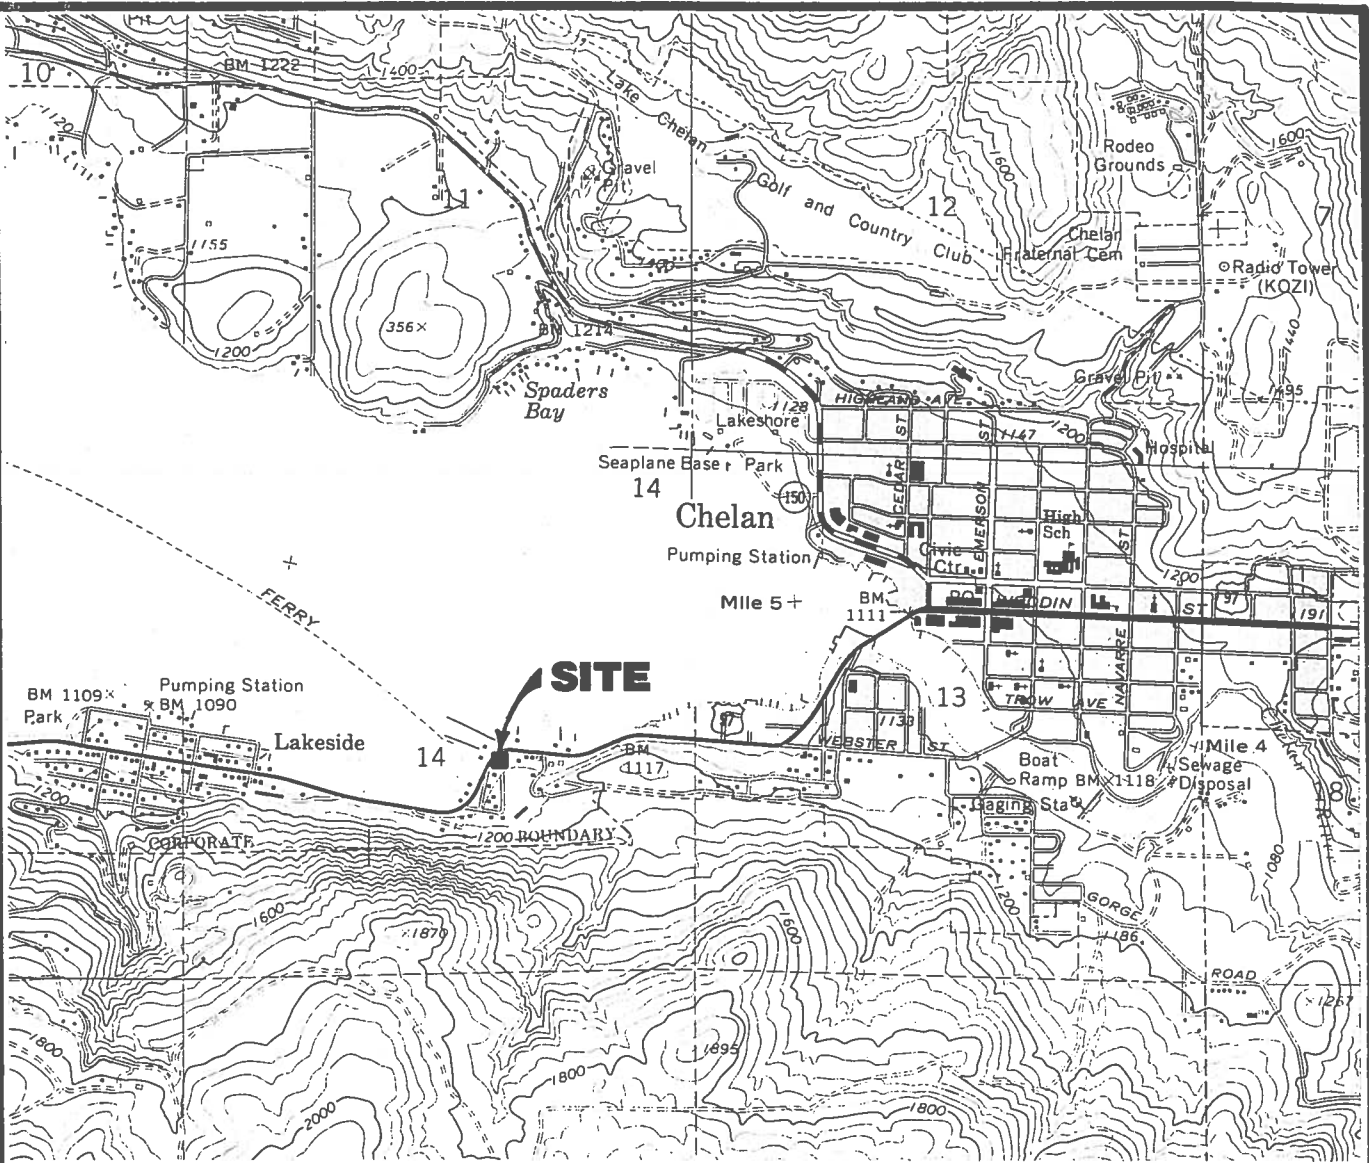 Pit
10
BM 1222
1400
1120
Lake
Chelan
Golf and Country Club
Gravel
Pit
11
12
Rodeo
Grounds
1600
1600
7
Chelan
Fraternal Cem
Radio Tower
(KOZI)
1155
356×
1200
BM 1214
1440
Spaders
Bay
Gravel Pit
1495
1128
HIGHLAND AVE
Lakeshore
Park
ST
ST
1147
1200
Hospital
Seaplane Base
14
CEDAR
150
Chelan
EMERSON
High
Sch
ST
Pumping Station
Civic
Ctr
1200
Mile 5+
BM
1111
PO
WOODIN
ST
97
1191
FERRY
NAVARRE
SITE
BM 1109×
Park
Pumping Station
BM 1090
13
TROW AVE
97
1133
Lakeside
14
BM
1117
WEBSTER ST
Boat
Ramp
BM×1118
Mile 4
Sewage
Disposal
Gaging Sta
18
1200
CORPORATE
1200
BOUNDARY
1080
1600
1870
1600
1200
GORGE
1186
ROAD
×1267
1800
1895
1800
1800
2000